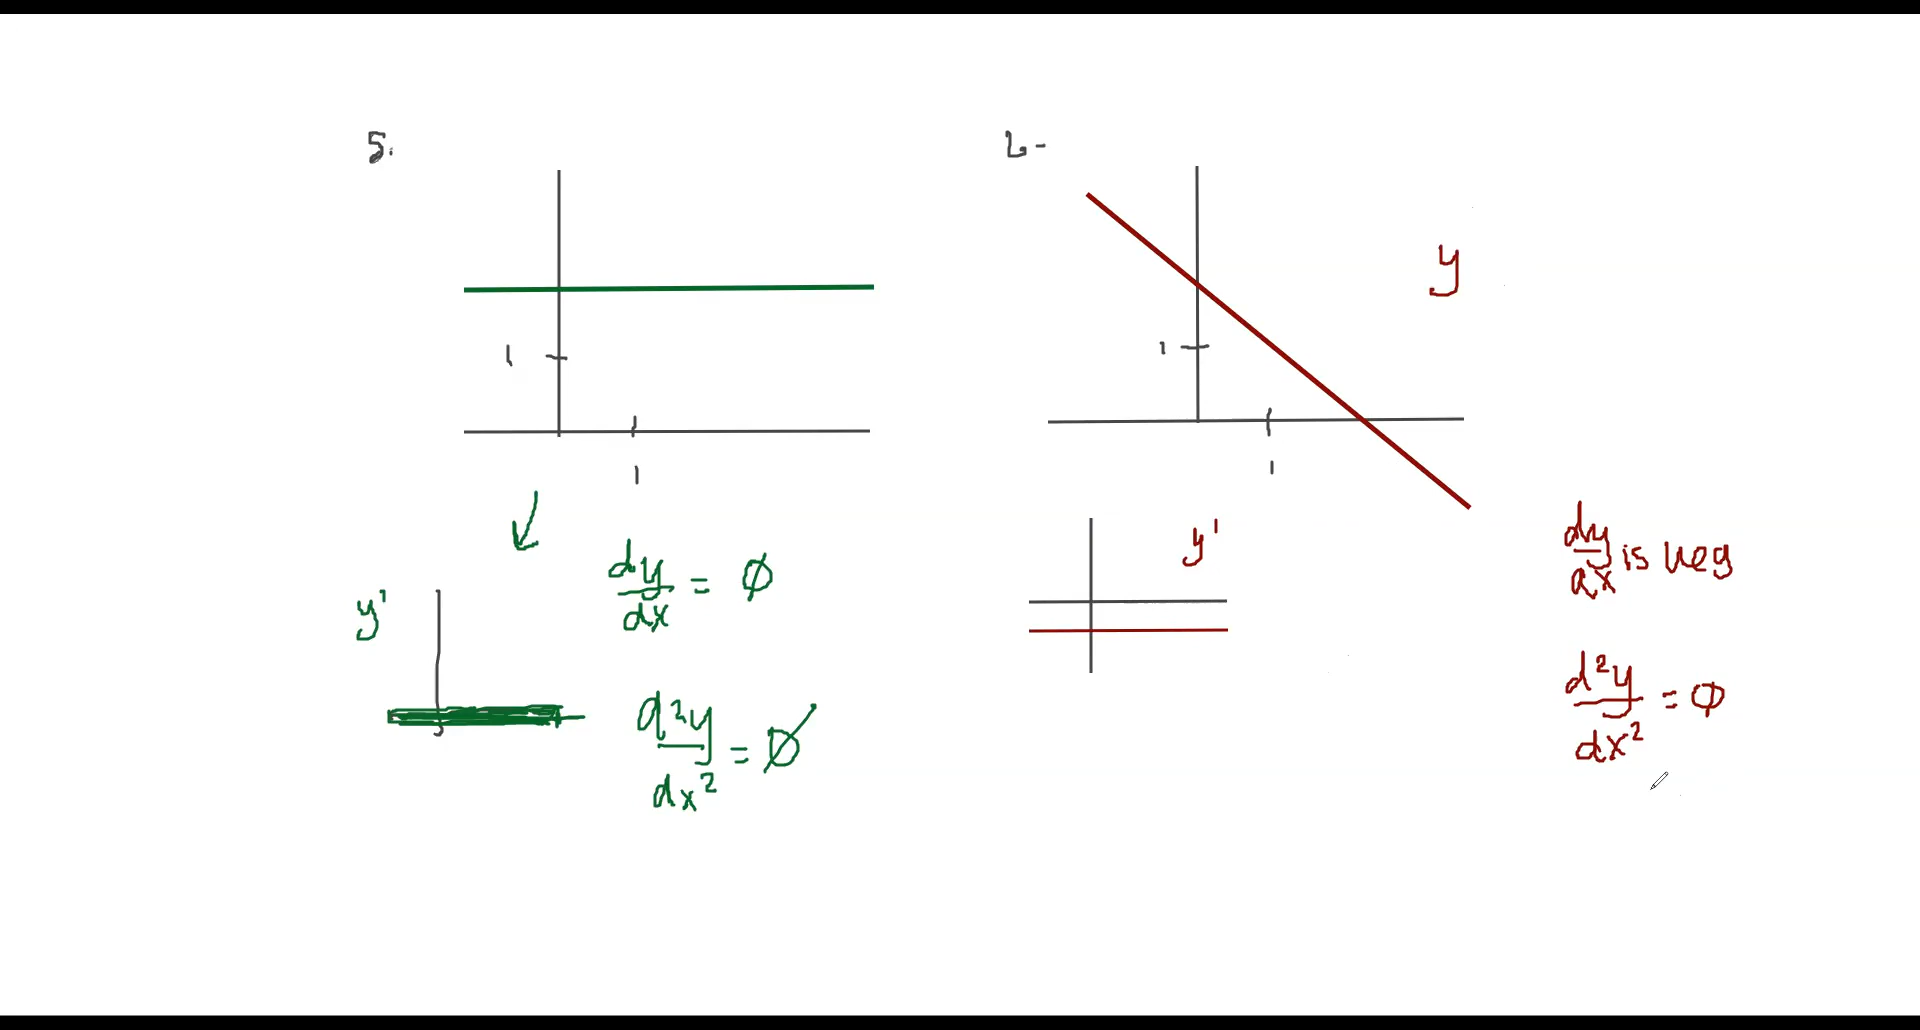 5.
6-
y
1
1
1
1
dy/dx = ∅
y'
d²y/dx² = ∅
y'
dy/dx is neg
d²y/dx² = ∅